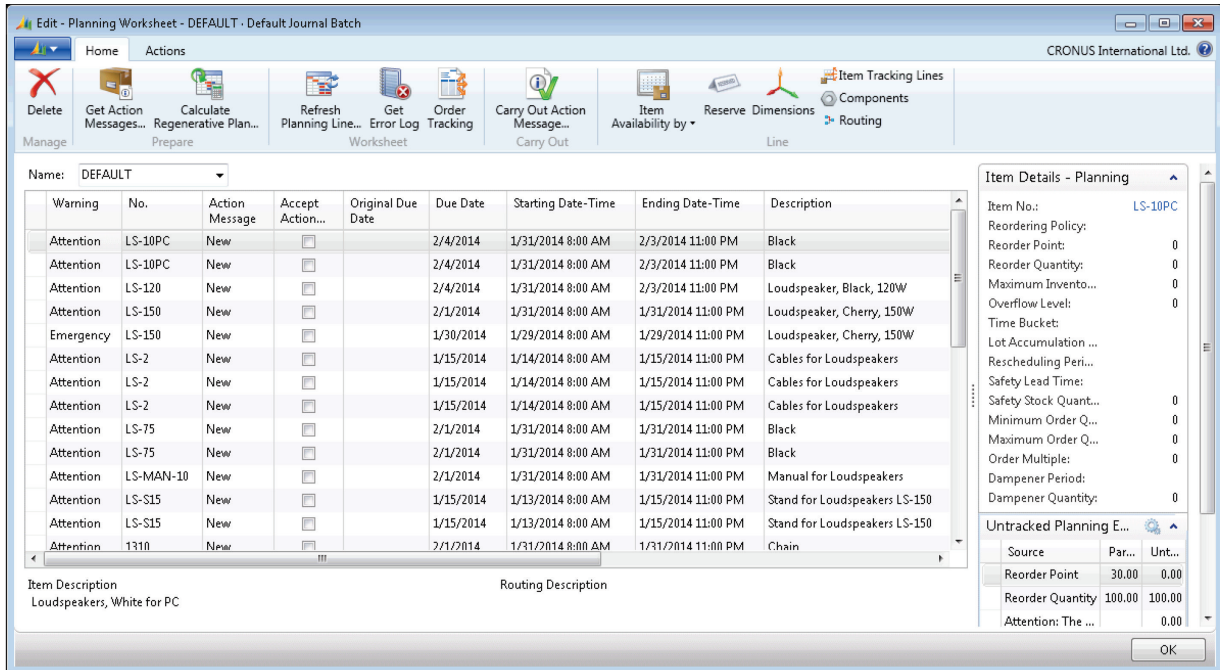 Edit - Planning Worksheet - DEFAULT · Default Journal Batch
Home Actions CRONUS International Ltd.
Delete Get Action Messages... Calculate Regenerative Plan... Refresh Planning Line... Get Error Log Order Tracking Carry Out Action Message... Item Availability by Reserve Dimensions Item Tracking Lines
Components
Routing
Manage Prepare Worksheet Carry Out Line
Name: DEFAULT
Warning No. Action Message Accept Action... Original Due Date Due Date Starting Date-Time Ending Date-Time Description
Attention LS-10PC New 2/4/2014 1/31/2014 8:00 AM 2/3/2014 11:00 PM Black
Attention LS-10PC New 2/4/2014 1/31/2014 8:00 AM 2/3/2014 11:00 PM Black
Attention LS-120 New 2/4/2014 1/31/2014 8:00 AM 2/3/2014 11:00 PM Loudspeaker, Black, 120W
Attention LS-150 New 2/1/2014 1/31/2014 8:00 AM 1/31/2014 11:00 PM Loudspeaker, Cherry, 150W
Emergency LS-150 New 1/30/2014 1/29/2014 8:00 AM 1/29/2014 11:00 PM Loudspeaker, Cherry, 150W
Attention LS-2 New 1/15/2014 1/14/2014 8:00 AM 1/15/2014 11:00 PM Cables for Loudspeakers
Attention LS-2 New 1/15/2014 1/14/2014 8:00 AM 1/15/2014 11:00 PM Cables for Loudspeakers
Attention LS-2 New 1/15/2014 1/14/2014 8:00 AM 1/15/2014 11:00 PM Cables for Loudspeakers
Attention LS-75 New 2/1/2014 1/31/2014 8:00 AM 1/31/2014 11:00 PM Black
Attention LS-75 New 2/1/2014 1/31/2014 8:00 AM 1/31/2014 11:00 PM Black
Attention LS-MAN-10 New 2/1/2014 1/31/2014 8:00 AM 1/31/2014 11:00 PM Manual for Loudspeakers
Attention LS-S15 New 1/15/2014 1/13/2014 8:00 AM 1/15/2014 11:00 PM Stand for Loudspeakers LS-150
Attention LS-S15 New 1/15/2014 1/13/2014 8:00 AM 1/15/2014 11:00 PM Stand for Loudspeakers LS-150
Attention 1310 New 2/1/2014 1/31/2014 8:00 AM 1/31/2014 11:00 PM Chain
Item Description Routing Description
Loudspeakers, White for PC
Item Details - Planning
Item No.: LS-10PC
Reordering Policy:
Reorder Point: 0
Reorder Quantity: 0
Maximum Invento... 0
Overflow Level: 0
Time Bucket:
Lot Accumulation ...
Rescheduling Peri...
Safety Lead Time:
Safety Stock Quant... 0
Minimum Order Q... 0
Maximum Order Q... 0
Order Multiple: 0
Dampener Period:
Dampener Quantity: 0
Untracked Planning E...
Source Par... Unt...
Reorder Point 30.00 0.00
Reorder Quantity 100.00 100.00
Attention: The ... 0.00
OK